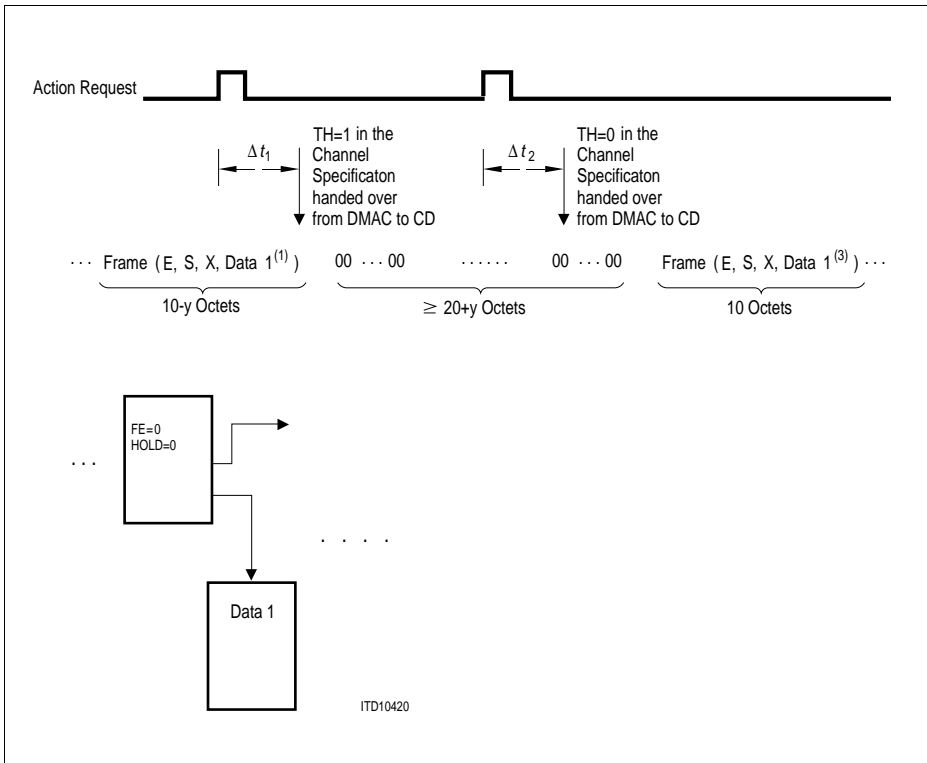 Action Request
Δt1
TH=1 in the
Channel
Specificaton
handed over
from DMAC to CD
Δt2
TH=0 in the
Channel
Specificaton
handed over
from DMAC to CD
··· Frame (E, S, X, Data 1(1)) 00 ··· 00 ······ 00 ··· 00 Frame (E, S, X, Data 1(3)) ···
10-y Octets ≥ 20+y Octets 10 Octets
FE=0
HOLD=0
···
····
Data 1
ITD10420